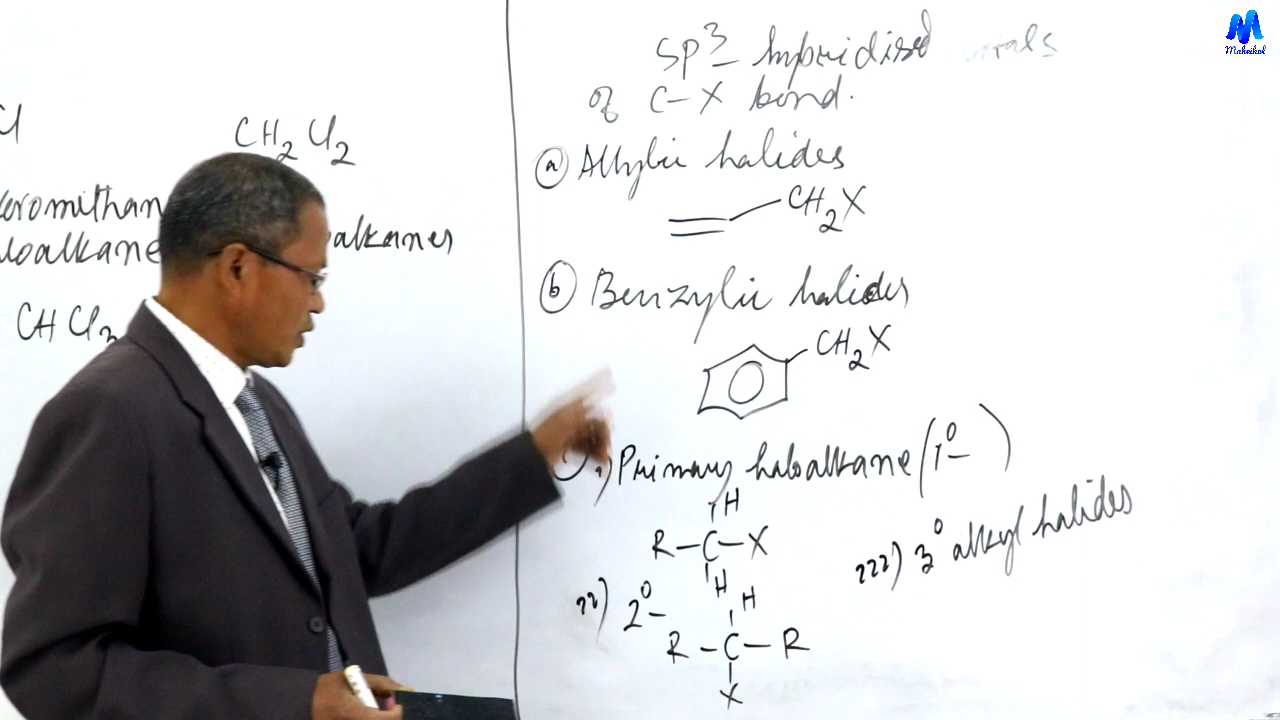 CH2Cl2
alkanes
CHCl3
SP3 hybridised
of C-X bond.
(a) Allylic halides
CH2X
(b) Benzylic halides
CH2X
i) Primary haloalkane (1°-)
H
R-C-X
H
ii) 2°-
H
R-C-R
X
iii) 3° alkyl halides
Makeikol